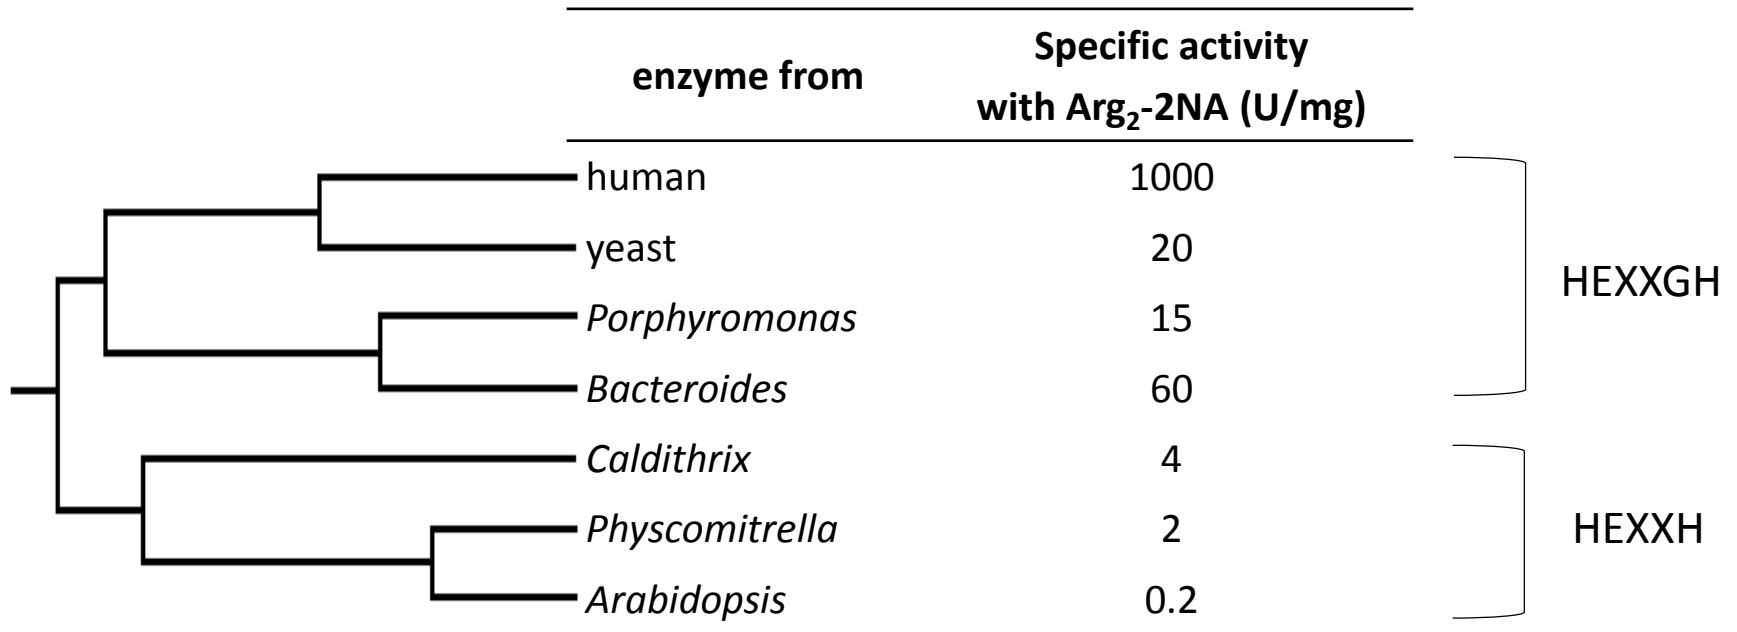 enzyme from
Specific activity
with Arg₂-2NA (U/mg)
human 1000
yeast 20
Porphyromonas 15
Bacteroides 60
HEXXGH
Caldithrix 4
Physcomitrella 2
Arabidopsis 0.2
HEXXH